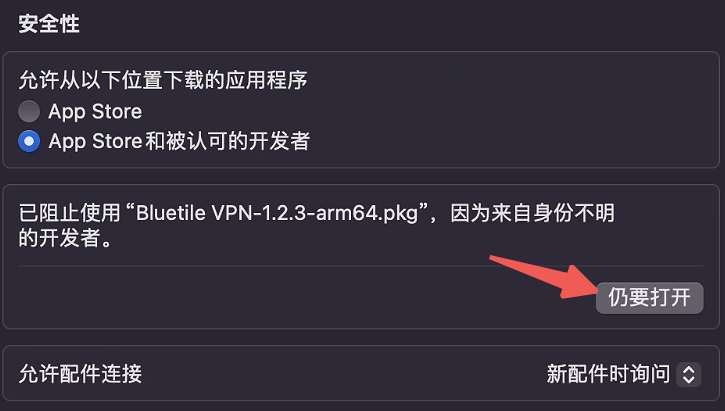 安全性
允许从以下位置下载的应用程序
App Store
App Store和被认可的开发者
已阻止使用“Bluetile VPN-1.2.3-arm64.pkg”，因为来自身份不明
的开发者。
仍要打开
允许配件连接 新配件时询问